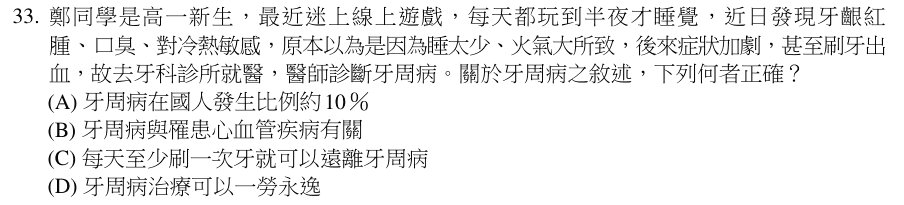 33. 鄭同學是高一新生，最近迷上線上遊戲，每天都玩到半夜才睡覺，近日發現牙齦紅
腫、口臭、對冷熱敏感，原本以為是因為睡太少、火氣大所致，後來症狀加劇，甚至刷牙出
血，故去牙科診所就醫，醫師診斷牙周病。關於牙周病之敘述，下列何者正確？
(A) 牙周病在國人發生比例約10％
(B) 牙周病與罹患心血管疾病有關
(C) 每天至少刷一次牙就可以遠離牙周病
(D) 牙周病治療可以一勞永逸